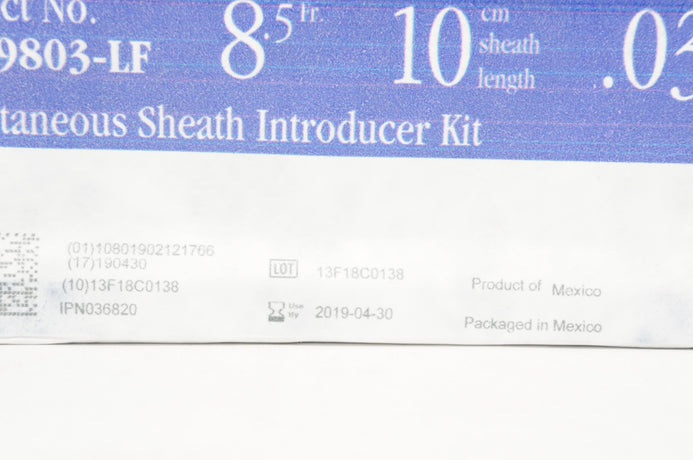 ct No.
9803-LF
8.5 Fr.
10 cm
sheath
length
.03
taneous Sheath Introducer Kit
(01)10801902121766
(17)190430
(10)13F18C0138
IPN036820
LOT 13F18C0138
Use
By 2019-04-30
Product of Mexico
Packaged in Mexico